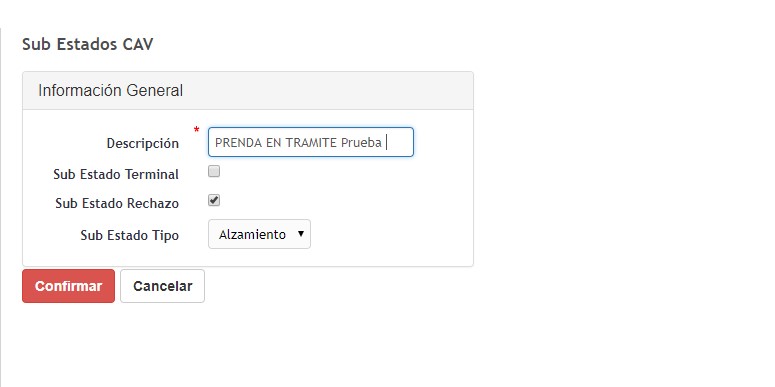 Sub Estados CAV
Información General
Descripción * PRENDA EN TRAMITE Prueba
Sub Estado Terminal
Sub Estado Rechazo
Sub Estado Tipo Alzamiento
Confirmar Cancelar